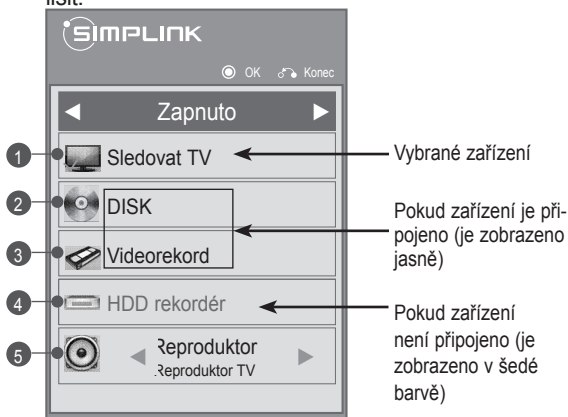 SIMPLINK
OK Konec
Zapnuto
1 Sledovat TV
Vybrané zařízení
2 DISK
3 Videorekord
Pokud zařízení je při-
pojeno (je zobrazeno
jasně)
4 HDD rekordér
Pokud zařízení
není připojeno (je
zobrazeno v šedé
barvě)
5 Reproduktor
Reproduktor TV